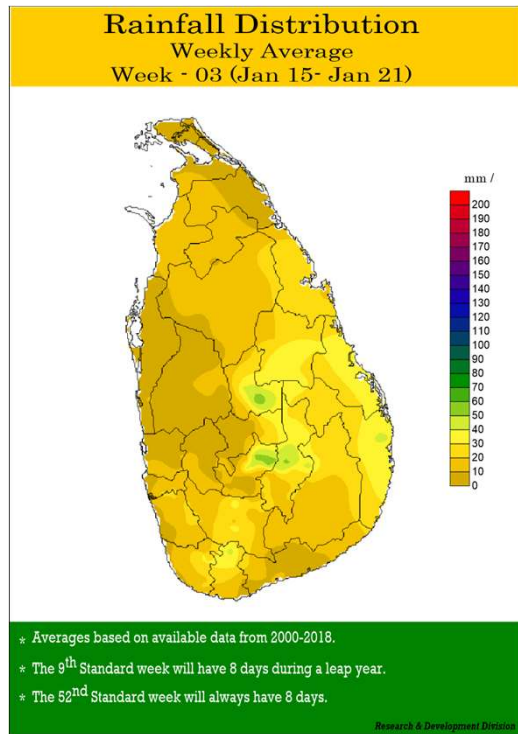 Rainfall Distribution
Weekly Average
Week - 03 (Jan 15- Jan 21)
mm /
200
190
180
170
160
150
140
130
120
110
100
90
80
70
60
50
40
30
20
10
0
* Averages based on available data from 2000-2018.
* The 9th Standard week will have 8 days during a leap year.
* The 52nd Standard week will always have 8 days.
Research & Development Division